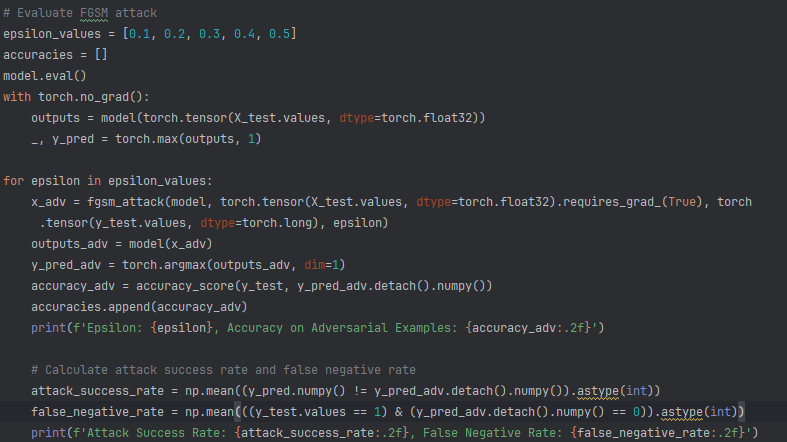 # Evaluate FGSM attack
epsilon_values = [0.1, 0.2, 0.3, 0.4, 0.5]
accuracies = []
model.eval()
with torch.no_grad():
    outputs = model(torch.tensor(X_test.values, dtype=torch.float32))
    _, y_pred = torch.max(outputs, 1)

for epsilon in epsilon_values:
    x_adv = fgsm_attack(model, torch.tensor(X_test.values, dtype=torch.float32).requires_grad_(True), torch
     .tensor(y_test.values, dtype=torch.long), epsilon)
    outputs_adv = model(x_adv)
    y_pred_adv = torch.argmax(outputs_adv, dim=1)
    accuracy_adv = accuracy_score(y_test, y_pred_adv.detach().numpy())
    accuracies.append(accuracy_adv)
    print(f'Epsilon: {epsilon}, Accuracy on Adversarial Examples: {accuracy_adv:.2f}')

    # Calculate attack success rate and false negative rate
    attack_success_rate = np.mean((y_pred.numpy() != y_pred_adv.detach().numpy()).astype(int))
    false_negative_rate = np.mean(((y_test.values == 1) & (y_pred_adv.detach().numpy() == 0)).astype(int))
    print(f'Attack Success Rate: {attack_success_rate:.2f}, False Negative Rate: {false_negative_rate:.2f}')